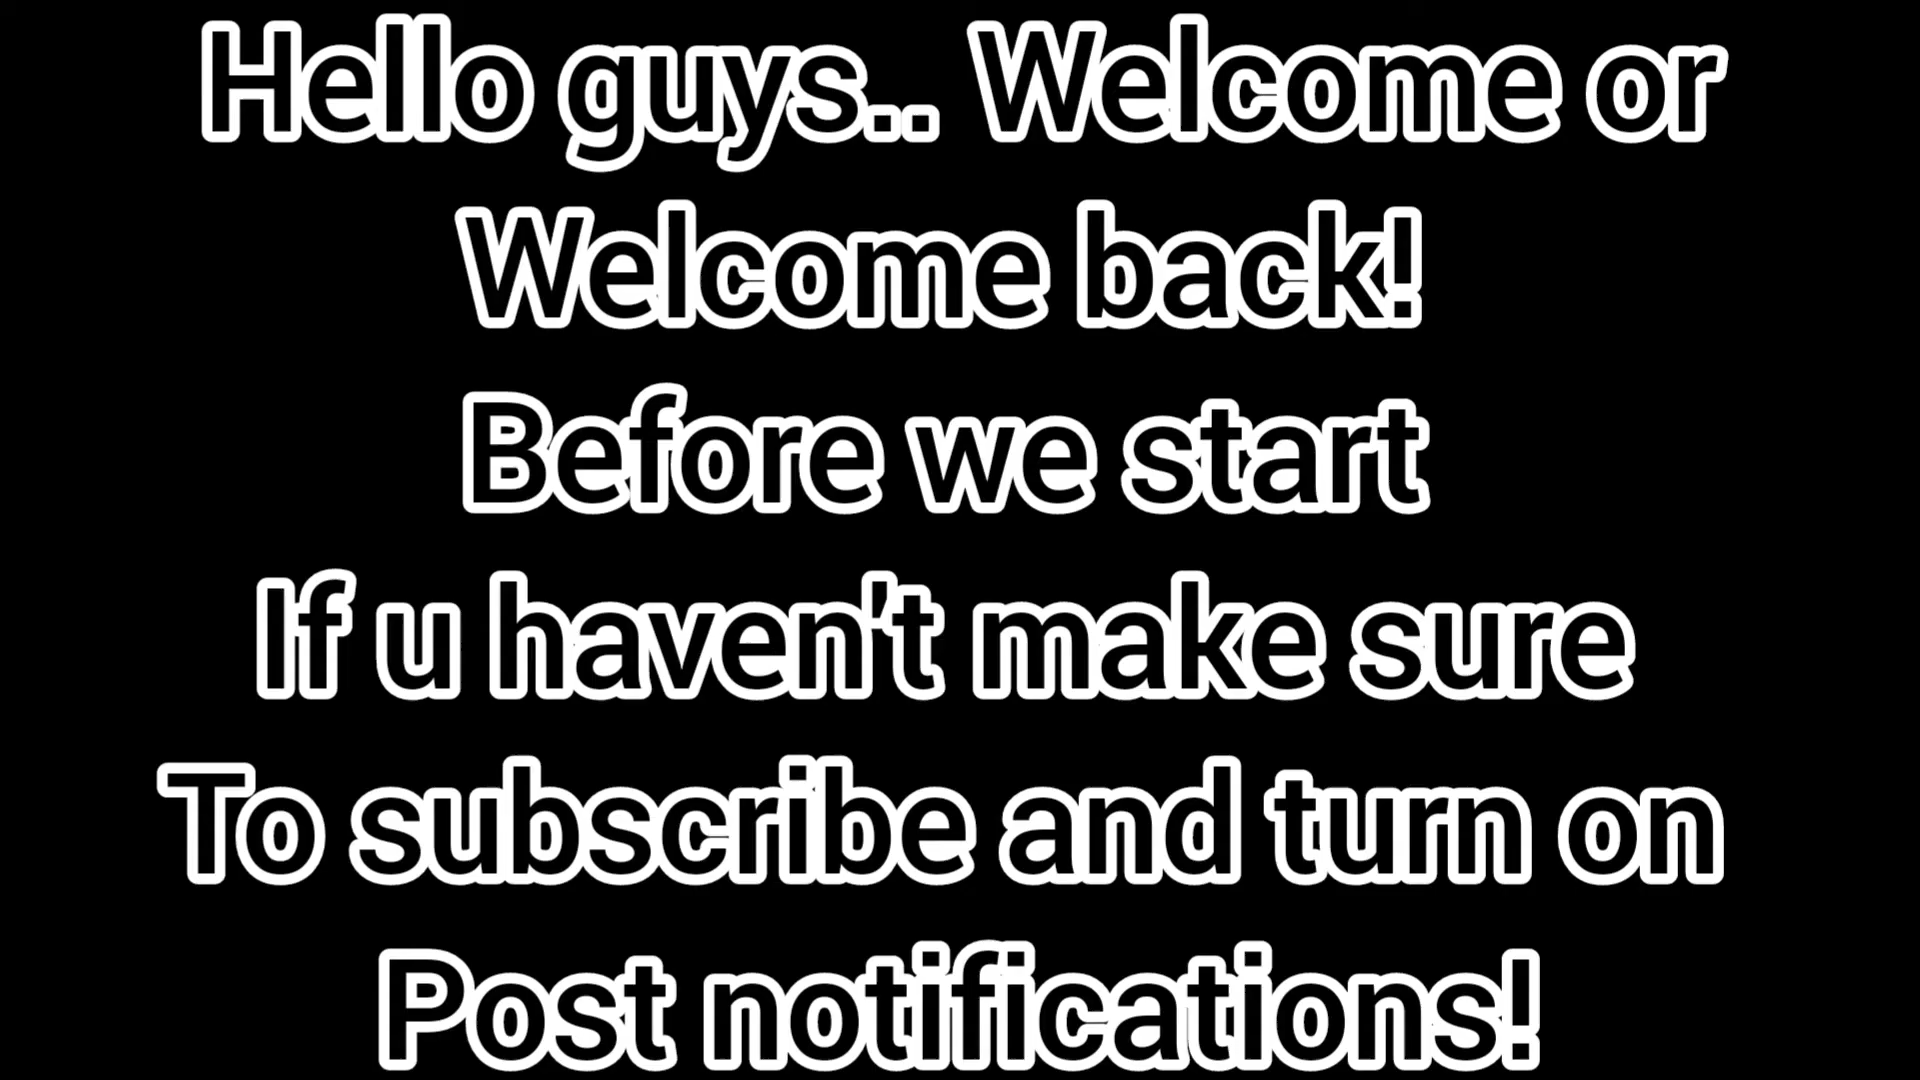 Hello guys.. Welcome or
Welcome back!
Before we start
If u haven't make sure
To subscribe and turn on
Post notifications!